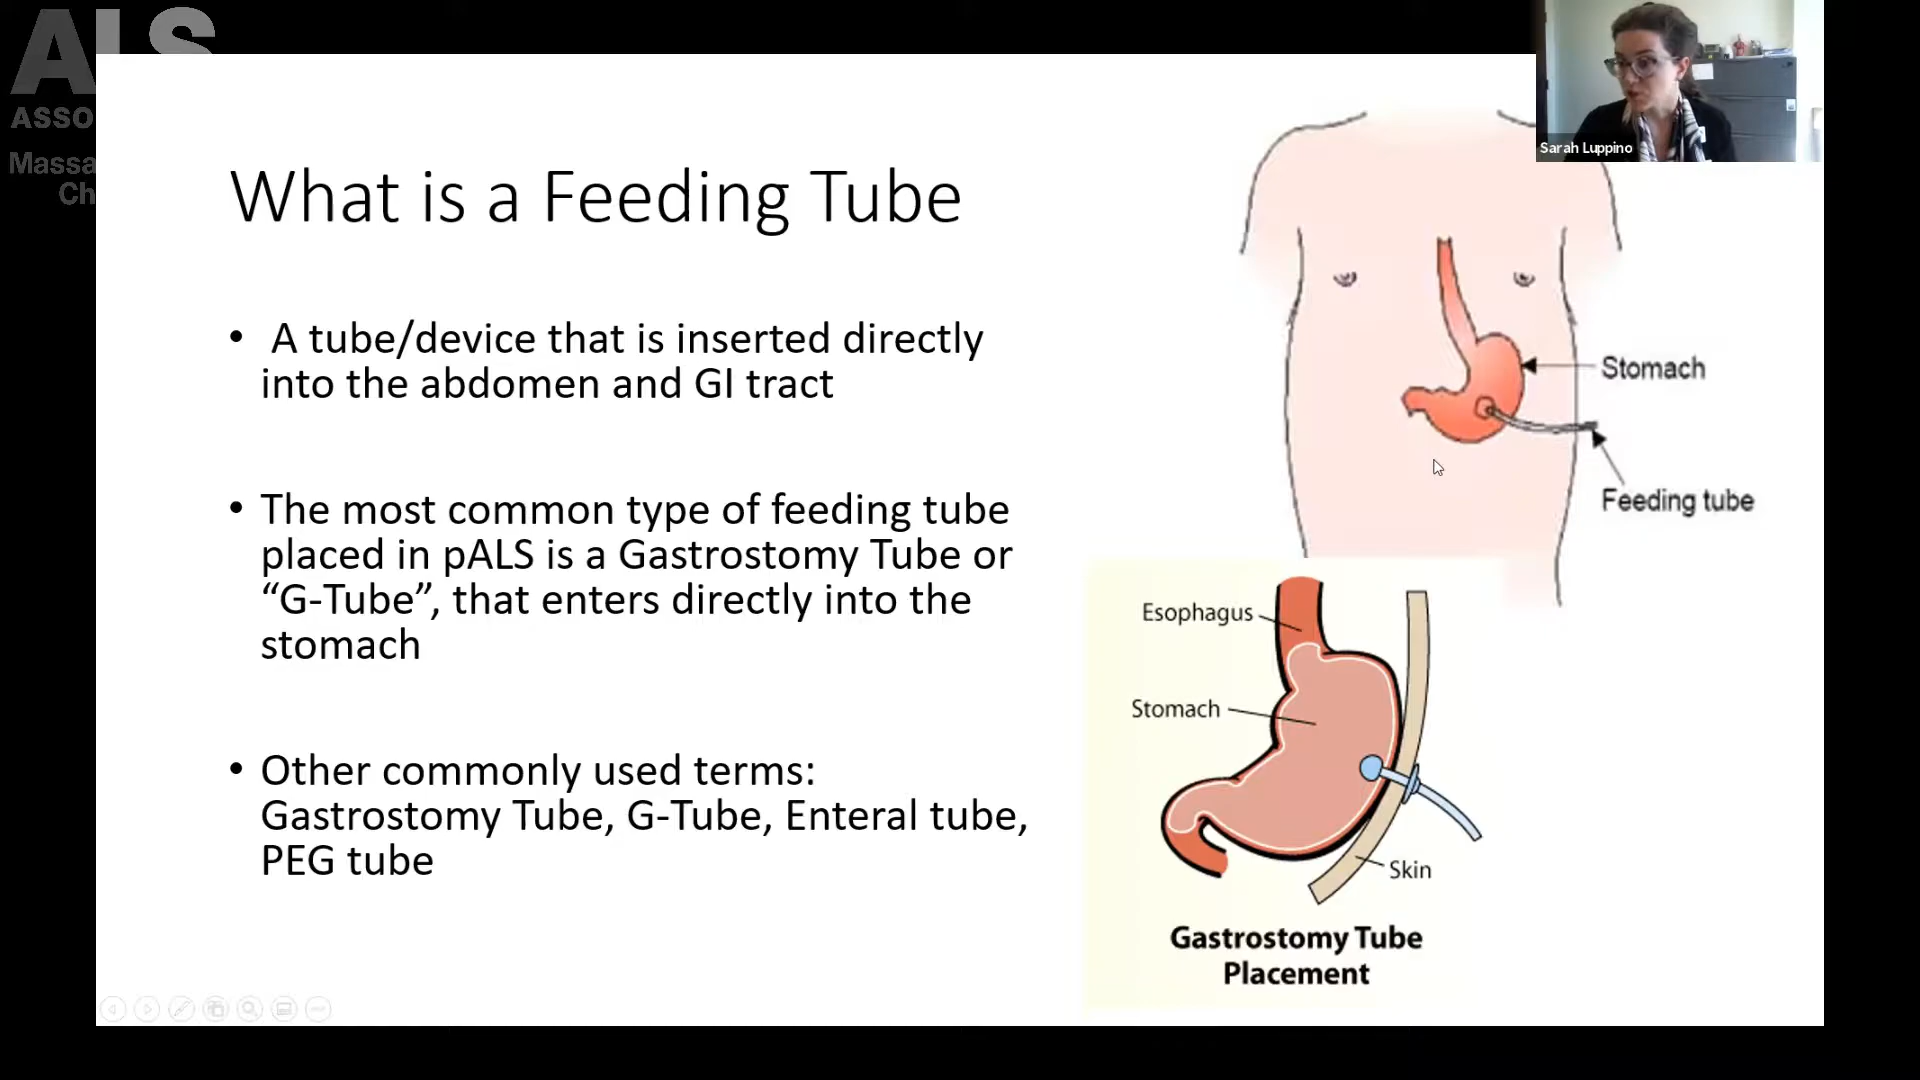 ALS
ASSO
Massa
Ch
Sarah Luppino
What is a Feeding Tube
• A tube/device that is inserted directly
into the abdomen and GI tract
• The most common type of feeding tube
placed in pALS is a Gastrostomy Tube or
“G-Tube”, that enters directly into the
stomach
• Other commonly used terms:
Gastrostomy Tube, G-Tube, Enteral tube,
PEG tube
Stomach
Feeding tube
Esophagus
Stomach
Skin
Gastrostomy Tube
Placement